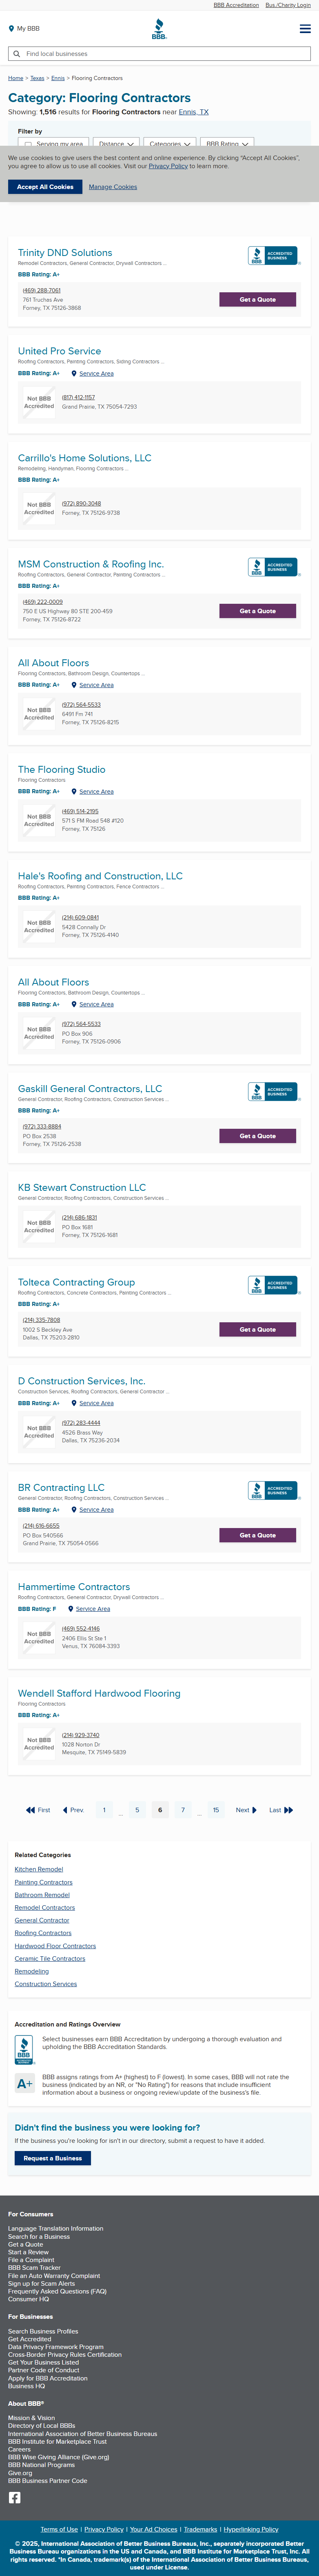 BBB Accreditation Bus./Charity Login
My BBB
BBB.
Find local businesses
Home > Texas > Ennis > Flooring Contractors
Category: Flooring Contractors
Showing: 1,516 results for Flooring Contractors near Ennis, TX
Filter by
Serving my area Distance Categories BBB Rating
We use cookies to give users the best content and online experience. By clicking “Accept All Cookies”, you agree to allow us to use all cookies. Visit our Privacy Policy to learn more.
Accept All Cookies Manage Cookies
Trinity DND Solutions
Remodel Contractors, General Contractor, Drywall Contractors ...
BBB Rating: A+
ACCREDITED BUSINESS
BBB
(469) 288-7061
761 Truchas Ave
Forney, TX 75126-3868
Get a Quote
United Pro Service
Roofing Contractors, Painting Contractors, Siding Contractors ...
BBB Rating: A+ Service Area
Not BBB Accredited
(817) 412-1157
Grand Prairie, TX 75054-7293
Carrillo's Home Solutions, LLC
Remodeling, Handyman, Flooring Contractors ...
BBB Rating: A+
Not BBB Accredited
(972) 890-3048
Forney, TX 75126-9738
MSM Construction & Roofing Inc.
Roofing Contractors, General Contractor, Painting Contractors ...
BBB Rating: A+
ACCREDITED BUSINESS
BBB
(469) 222-0009
750 E US Highway 80 STE 200-459
Forney, TX 75126-8722
Get a Quote
All About Floors
Flooring Contractors, Bathroom Design, Countertops ...
BBB Rating: A+ Service Area
Not BBB Accredited
(972) 564-5533
6491 Fm 741
Forney, TX 75126-8215
The Flooring Studio
Flooring Contractors
BBB Rating: A+ Service Area
Not BBB Accredited
(469) 514-2195
571 S FM Road 548 #120
Forney, TX 75126
Hale's Roofing and Construction, LLC
Roofing Contractors, Painting Contractors, Fence Contractors ...
BBB Rating: A+
Not BBB Accredited
(214) 609-0841
5428 Connally Dr
Forney, TX 75126-4140
All About Floors
Flooring Contractors, Bathroom Design, Countertops ...
BBB Rating: A+ Service Area
Not BBB Accredited
(972) 564-5533
PO Box 906
Forney, TX 75126-0906
Gaskill General Contractors, LLC
General Contractor, Roofing Contractors, Construction Services ...
BBB Rating: A+
ACCREDITED BUSINESS
BBB
(972) 333-8884
PO Box 2538
Forney, TX 75126-2538
Get a Quote
KB Stewart Construction LLC
General Contractor, Roofing Contractors, Construction Services ...
Not BBB Accredited
(214) 686-1831
PO Box 1681
Forney, TX 75126-1681
Tolteca Contracting Group
Roofing Contractors, Concrete Contractors, Painting Contractors ...
BBB Rating: A+
ACCREDITED BUSINESS
BBB
(214) 335-7808
1002 S Beckley Ave
Dallas, TX 75203-2810
Get a Quote
D Construction Services, Inc.
Construction Services, Roofing Contractors, General Contractor ...
BBB Rating: A+ Service Area
Not BBB Accredited
(972) 283-4444
4526 Brass Way
Dallas, TX 75236-2034
BR Contracting LLC
General Contractor, Roofing Contractors, Construction Services ...
BBB Rating: A+ Service Area
ACCREDITED BUSINESS
BBB
(214) 616-6655
PO Box 540566
Grand Prairie, TX 75054-0566
Get a Quote
Hammertime Contractors
Roofing Contractors, General Contractor, Drywall Contractors ...
BBB Rating: F Service Area
Not BBB Accredited
(469) 552-4146
2406 Ellis St Ste 1
Venus, TX 76084-3393
Wendell Stafford Hardwood Flooring
Flooring Contractors
BBB Rating: A+
Not BBB Accredited
(214) 929-3740
1028 Norton Dr
Mesquite, TX 75149-5839
First Prev. 1 ... 5 6 7 ... 15 Next Last
Related Categories
Kitchen Remodel
Painting Contractors
Bathroom Remodel
Remodel Contractors
General Contractor
Roofing Contractors
Hardwood Floor Contractors
Ceramic Tile Contractors
Remodeling
Construction Services
Accreditation and Ratings Overview
Select businesses earn BBB Accreditation by undergoing a thorough evaluation and upholding the BBB Accreditation Standards.
A+
BBB assigns ratings from A+ (highest) to F (lowest). In some cases, BBB will not rate the business (indicated by an NR, or "No Rating") for reasons that include insufficient information about a business or ongoing review/update of the business's file.
Didn't find the business you were looking for?
If the business you're looking for isn't in our directory, submit a request to have it added.
Request a Business
For Consumers
Language Translation Information
Search for a Business
Get a Quote
Start a Review
File a Complaint
BBB Scam Tracker
File an Auto Warranty Complaint
Sign up for Scam Alerts
Frequently Asked Questions (FAQ)
Consumer HQ
For Businesses
Search Business Profiles
Get Accredited
Data Privacy Framework Program
Cross-Border Privacy Rules Certification
Get Your Business Listed
Partner Code of Conduct
Apply for BBB Accreditation
Business HQ
About BBB®
Mission & Vision
Directory of Local BBBs
International Association of Better Business Bureaus
BBB Institute for Marketplace Trust
Careers
BBB Wise Giving Alliance (Give.org)
BBB National Programs
Give.org
BBB Business Partner Code
Terms of Use | Privacy Policy | Your Ad Choices | Trademarks | Hyperlinking Policy
© 2025, International Association of Better Business Bureaus, Inc., separately incorporated Better Business Bureau organizations in the US and Canada, and BBB Institute for Marketplace Trust, Inc. All rights reserved. *In Canada, trademark(s) of the International Association of Better Business Bureaus, used under License.